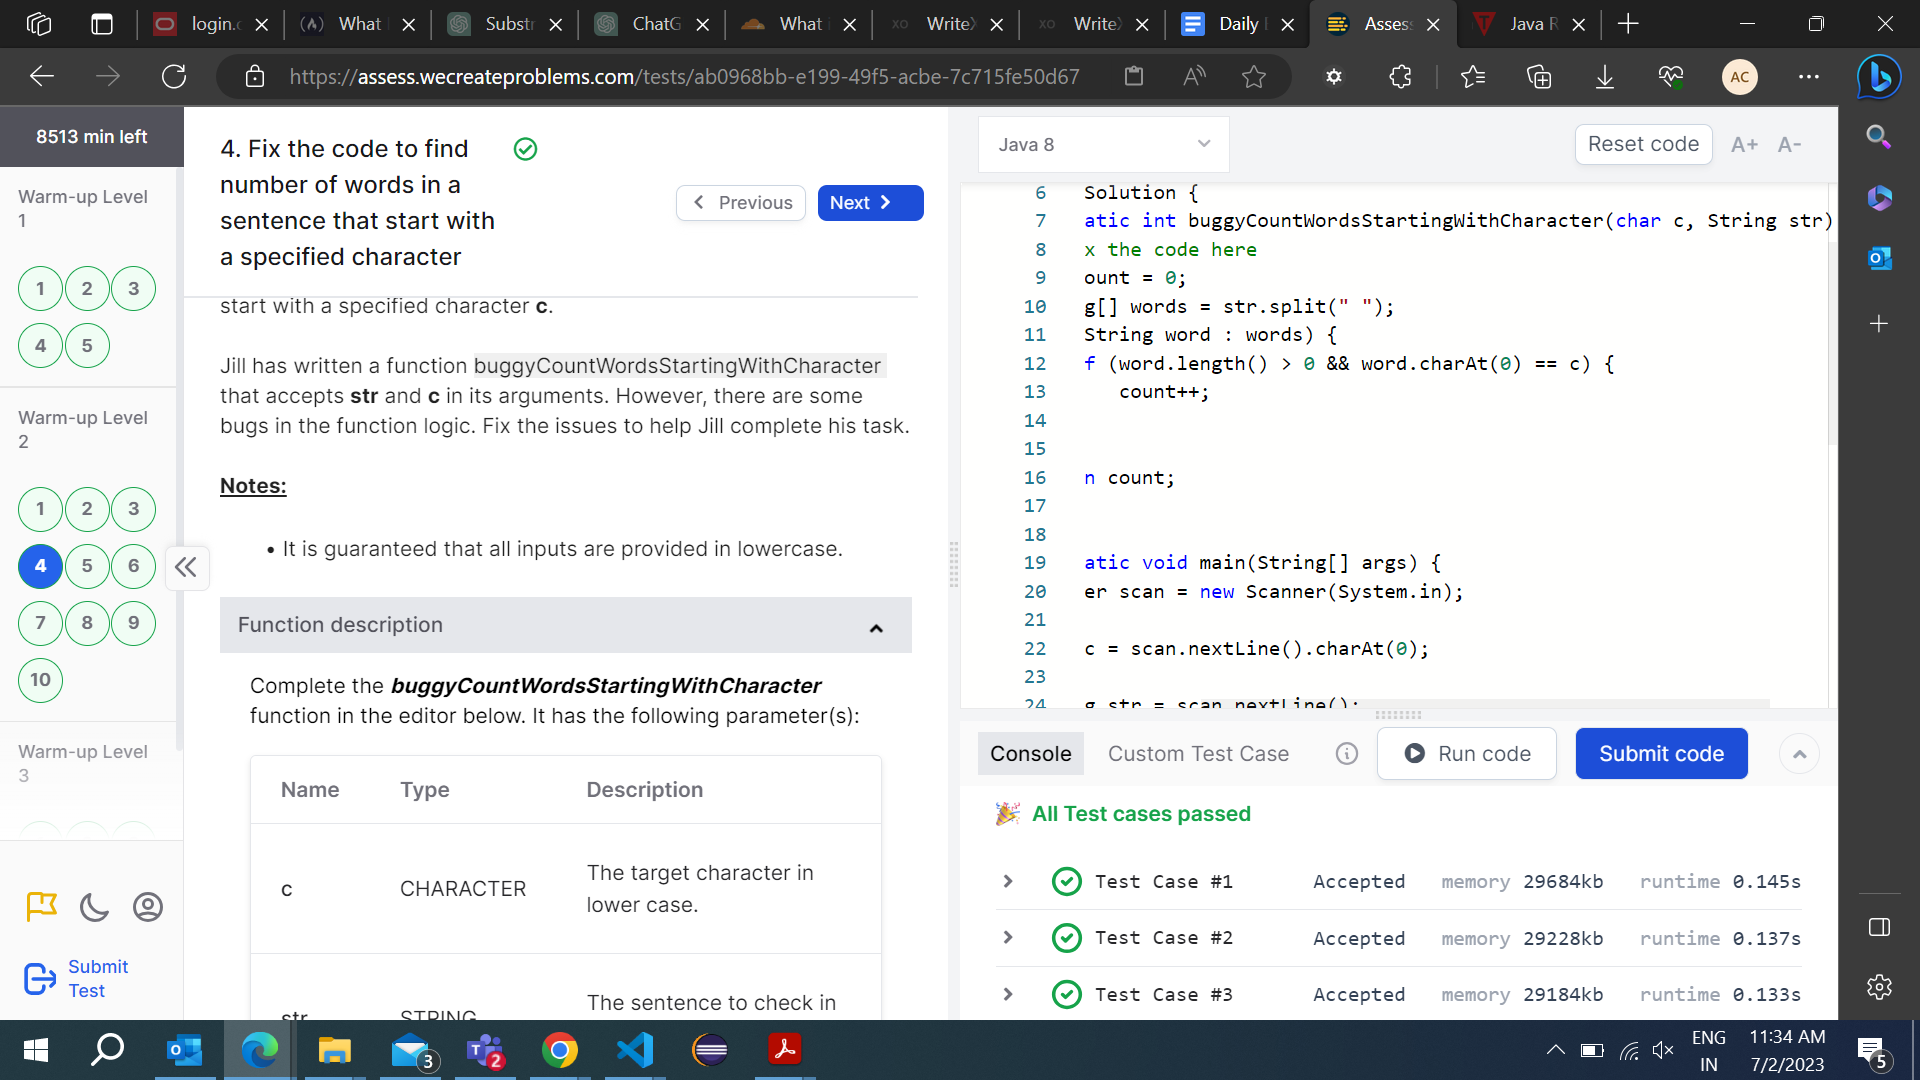 login.c
What
Substr
ChatG
What i
WriteX
WriteX
Daily
Assess
Java R
https://assess.wecreateproblems.com/tests/ab0968bb-e199-49f5-acbe-7c715fe50d67
AC
8513 min left
Warm-up Level
1
1 2 3
4 5
Warm-up Level
2
1 2 3
4 5 6
7 8 9
10
Warm-up Level
3
Submit
Test
4. Fix the code to find
number of words in a
sentence that start with
a specified character
Previous
Next
start with a specified character c.
Jill has written a function buggyCountWordsStartingWithCharacter
that accepts str and c in its arguments. However, there are some
bugs in the function logic. Fix the issues to help Jill complete his task.
Notes:
• It is guaranteed that all inputs are provided in lowercase.
Function description
Complete the buggyCountWordsStartingWithCharacter
function in the editor below. It has the following parameter(s):
Name Type Description
c CHARACTER The target character in
lower case.
str STRING The sentence to check in
Java 8
Reset code A+ A-
6 Solution {
7 atic int buggyCountWordsStartingWithCharacter(char c, String str)
8 x the code here
9 ount = 0;
10 g[] words = str.split(" ");
11 String word : words) {
12 f (word.length() > 0 && word.charAt(0) == c) {
13 count++;
14
15
16 n count;
17
18
19 atic void main(String[] args) {
20 er scan = new Scanner(System.in);
21
22 c = scan.nextLine().charAt(0);
23
24 g str = scan.nextLine();
Console Custom Test Case Run code Submit code
All Test cases passed
Test Case #1 Accepted memory 29684kb runtime 0.145s
Test Case #2 Accepted memory 29228kb runtime 0.137s
Test Case #3 Accepted memory 29184kb runtime 0.133s
3
2
ENG
IN
11:34 AM
7/2/2023
5